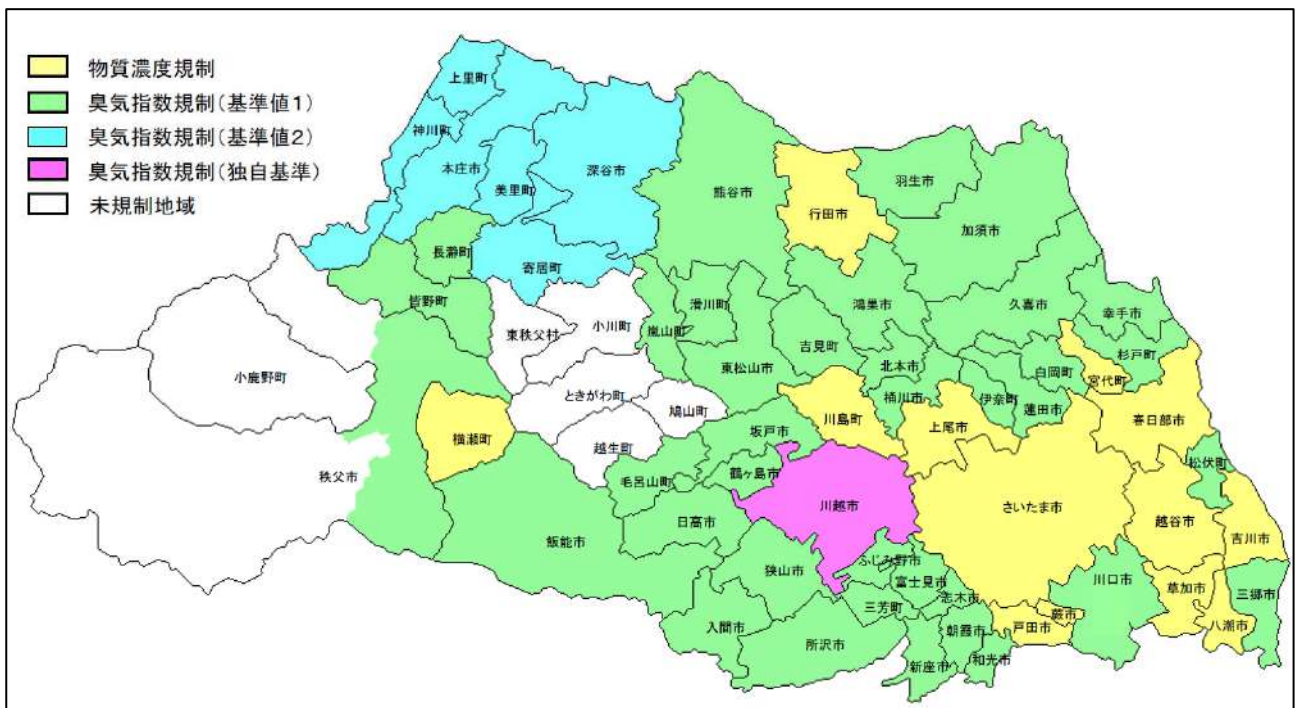 物質濃度規制
臭気指数規制(基準値1)
臭気指数規制(基準値2)
臭気指数規制(独自基準)
未規制地域
上里町
神川町
本庄市
美里町
深谷市
熊谷市
行田市
羽生市
加須市
長瀞町
寄居町
皆野町
東秩父村
小川町
嵐山町
滑川町
吉見町
鴻巣市
久喜市
幸手市
杉戸町
小鹿野町
東松山市
北本市
白岡町
宮代町
ときがわ町
鳩山町
川島町
桶川市
伊奈町
蓮田市
春日部市
横瀬町
越生町
坂戸市
上尾市
松伏町
秩父市
毛呂山町
鶴ヶ島市
川越市
さいたま市
越谷市
吉川市
飯能市
日高市
狭山市
ふじみ野市
富士見市
志木市
川口市
草加市
三郷市
入間市
三芳町
蕨市
戸田市
八潮市
所沢市
朝霞市
新座市
和光市